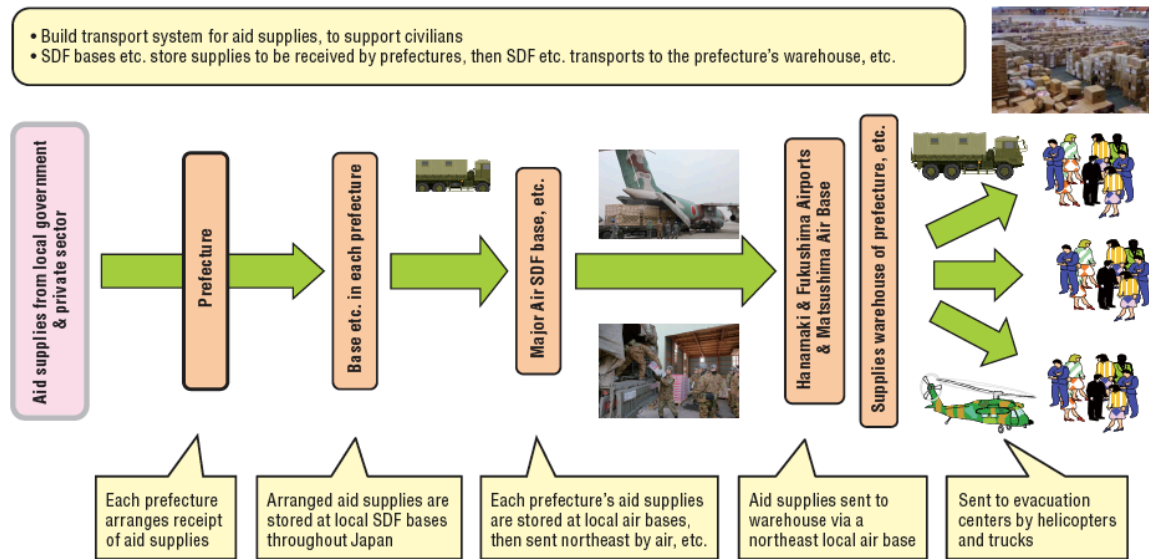 • Build transport system for aid supplies, to support civilians
• SDF bases etc. store supplies to be received by prefectures, then SDF etc. transports to the prefecture's warehouse, etc.
Aid supplies from local government
& private sector
Prefecture
Base etc. in each prefecture
Major Air SDF base, etc.
Hanamaki & Fukushima Airports
& Matsushima Air Base
Supplies warehouse of prefecture, etc.
Each prefecture
arranges receipt
of aid supplies
Arranged aid supplies are
stored at local SDF bases
throughout Japan
Each prefecture's aid supplies
are stored at local air bases,
then sent northeast by air, etc.
Aid supplies sent to
warehouse via a
northeast local air base
Sent to evacuation
centers by helicopters
and trucks